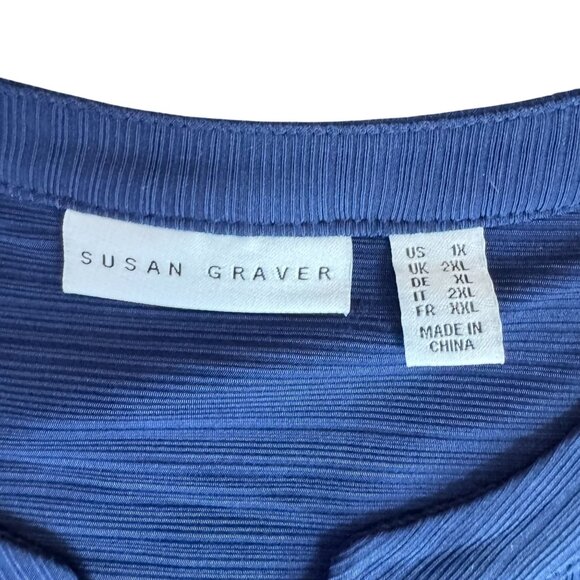 SUSAN GRAVER
US 1X
UK 2XL
DE XL
IT 2XL
FR XXL
MADE IN
CHINA